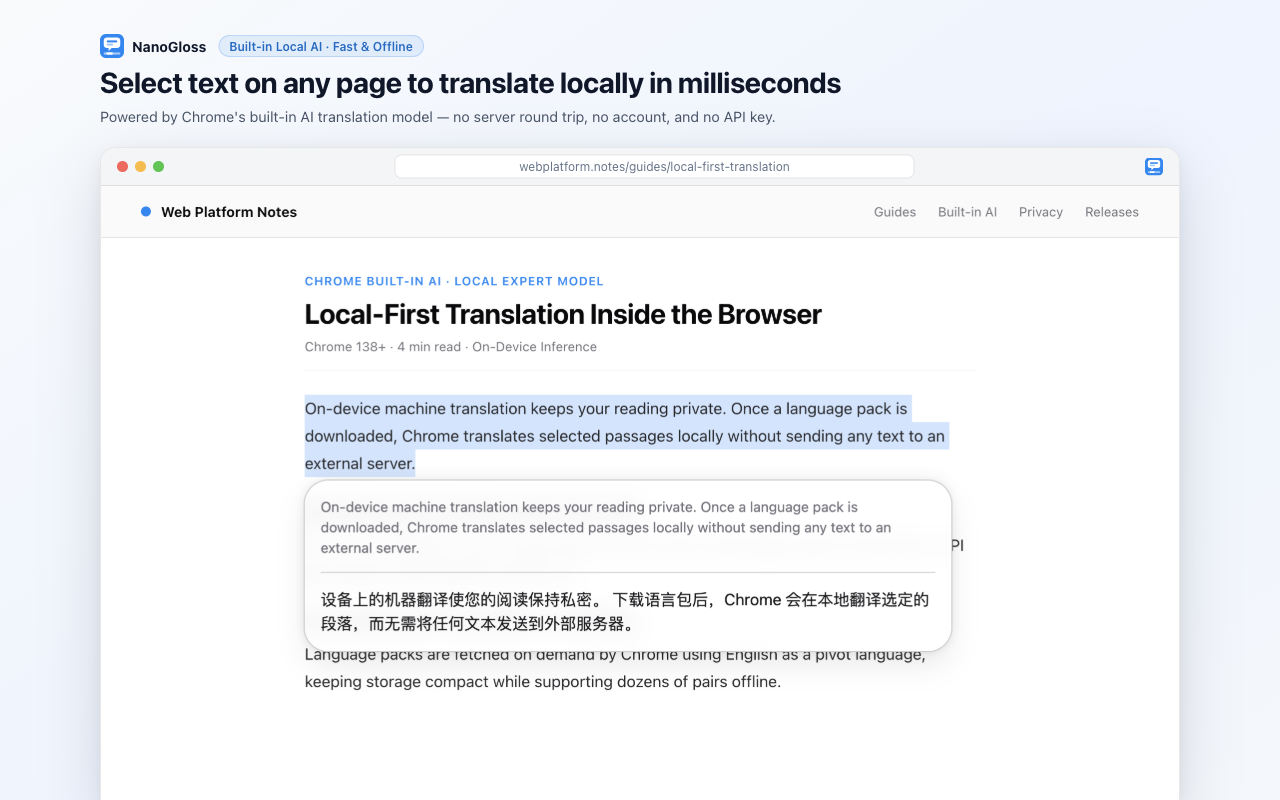 NanoGloss
Built-in Local AI · Fast & Offline
Select text on any page to translate locally in milliseconds
Powered by Chrome's built-in AI translation model — no server round trip, no account, and no API key.
webplatform.notes/guides/local-first-translation
Web Platform Notes
Guides
Built-in AI
Privacy
Releases
CHROME BUILT-IN AI · LOCAL EXPERT MODEL
Local-First Translation Inside the Browser
Chrome 138+ · 4 min read · On-Device Inference
On-device machine translation keeps your reading private. Once a language pack is
downloaded, Chrome translates selected passages locally without sending any text to an
external server.
On-device machine translation keeps your reading private. Once a language pack is
downloaded, Chrome translates selected passages locally without sending any text to an
external server.
PI
设备上的机器翻译使您的阅读保持私密。 下载语言包后，Chrome 会在本地翻译选定的
段落，而无需将任何文本发送到外部服务器。
Language packs are fetched on demand by Chrome using English as a pivot language,
keeping storage compact while supporting dozens of pairs offline.